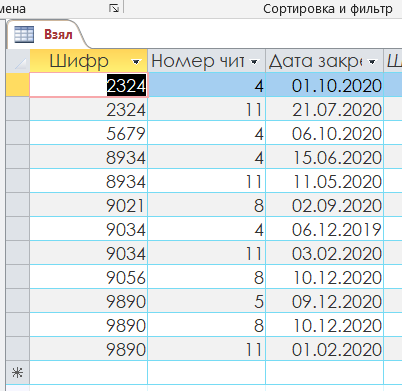 мена
Сортировка и фильтр
Взял
Шифр Номер чит Дата закре
2324 4 01.10.2020
2324 11 21.07.2020
5679 4 06.10.2020
8934 4 15.06.2020
8934 11 11.05.2020
9021 8 02.09.2020
9034 4 06.12.2019
9034 11 03.02.2020
9056 8 10.12.2020
9890 5 09.12.2020
9890 8 10.12.2020
9890 11 01.02.2020